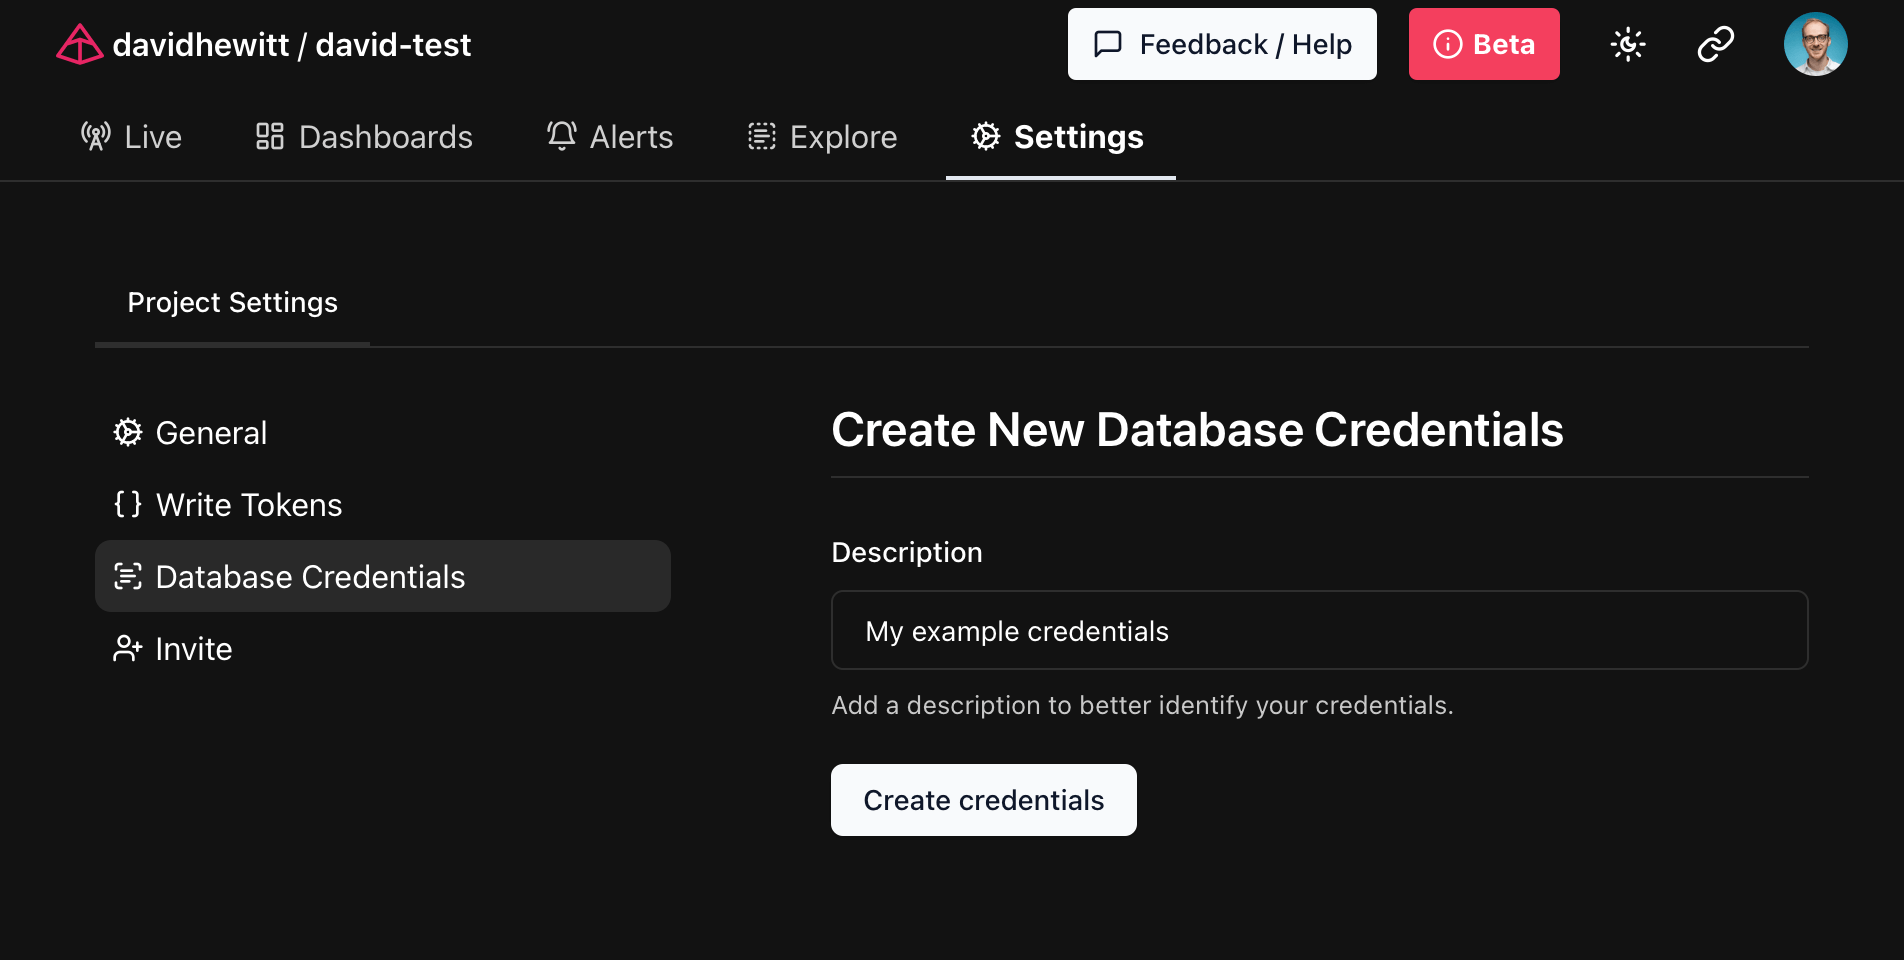 davidhewitt / david-test
Feedback / Help
Beta
Live
Dashboards
Alerts
Explore
Settings
Project Settings
General
Write Tokens
Database Credentials
Invite
Create New Database Credentials
Description
My example credentials
Add a description to better identify your credentials.
Create credentials